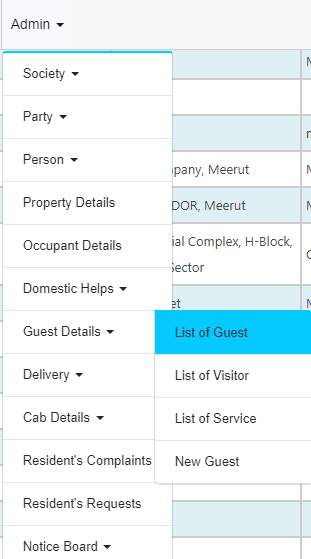 Admin
Society
Party
Person
pany, Meerut
Property Details
DOR, Meerut
Occupant Details
ial Complex, H-Block,
Sector
Domestic Helps
et
Guest Details
List of Guest
Delivery
List of Visitor
Cab Details
List of Service
Resident's Complaints
New Guest
Resident's Requests
Notice Board